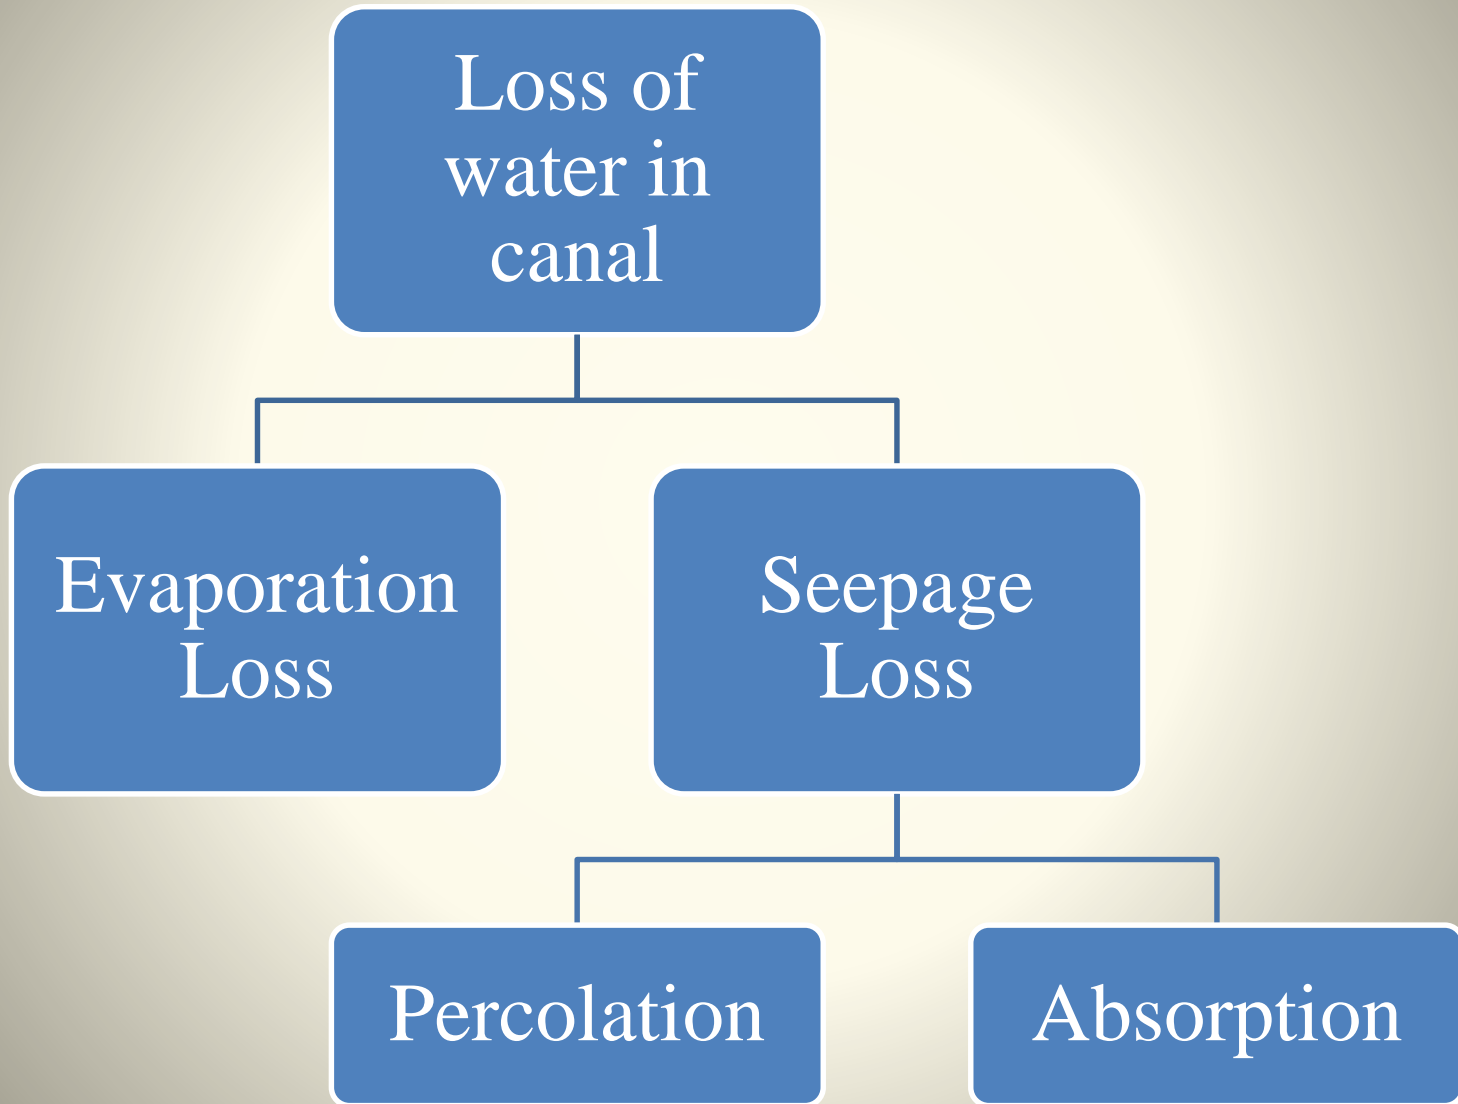 Loss of
water in
canal
Evaporation
Loss
Seepage
Loss
Percolation
Absorption